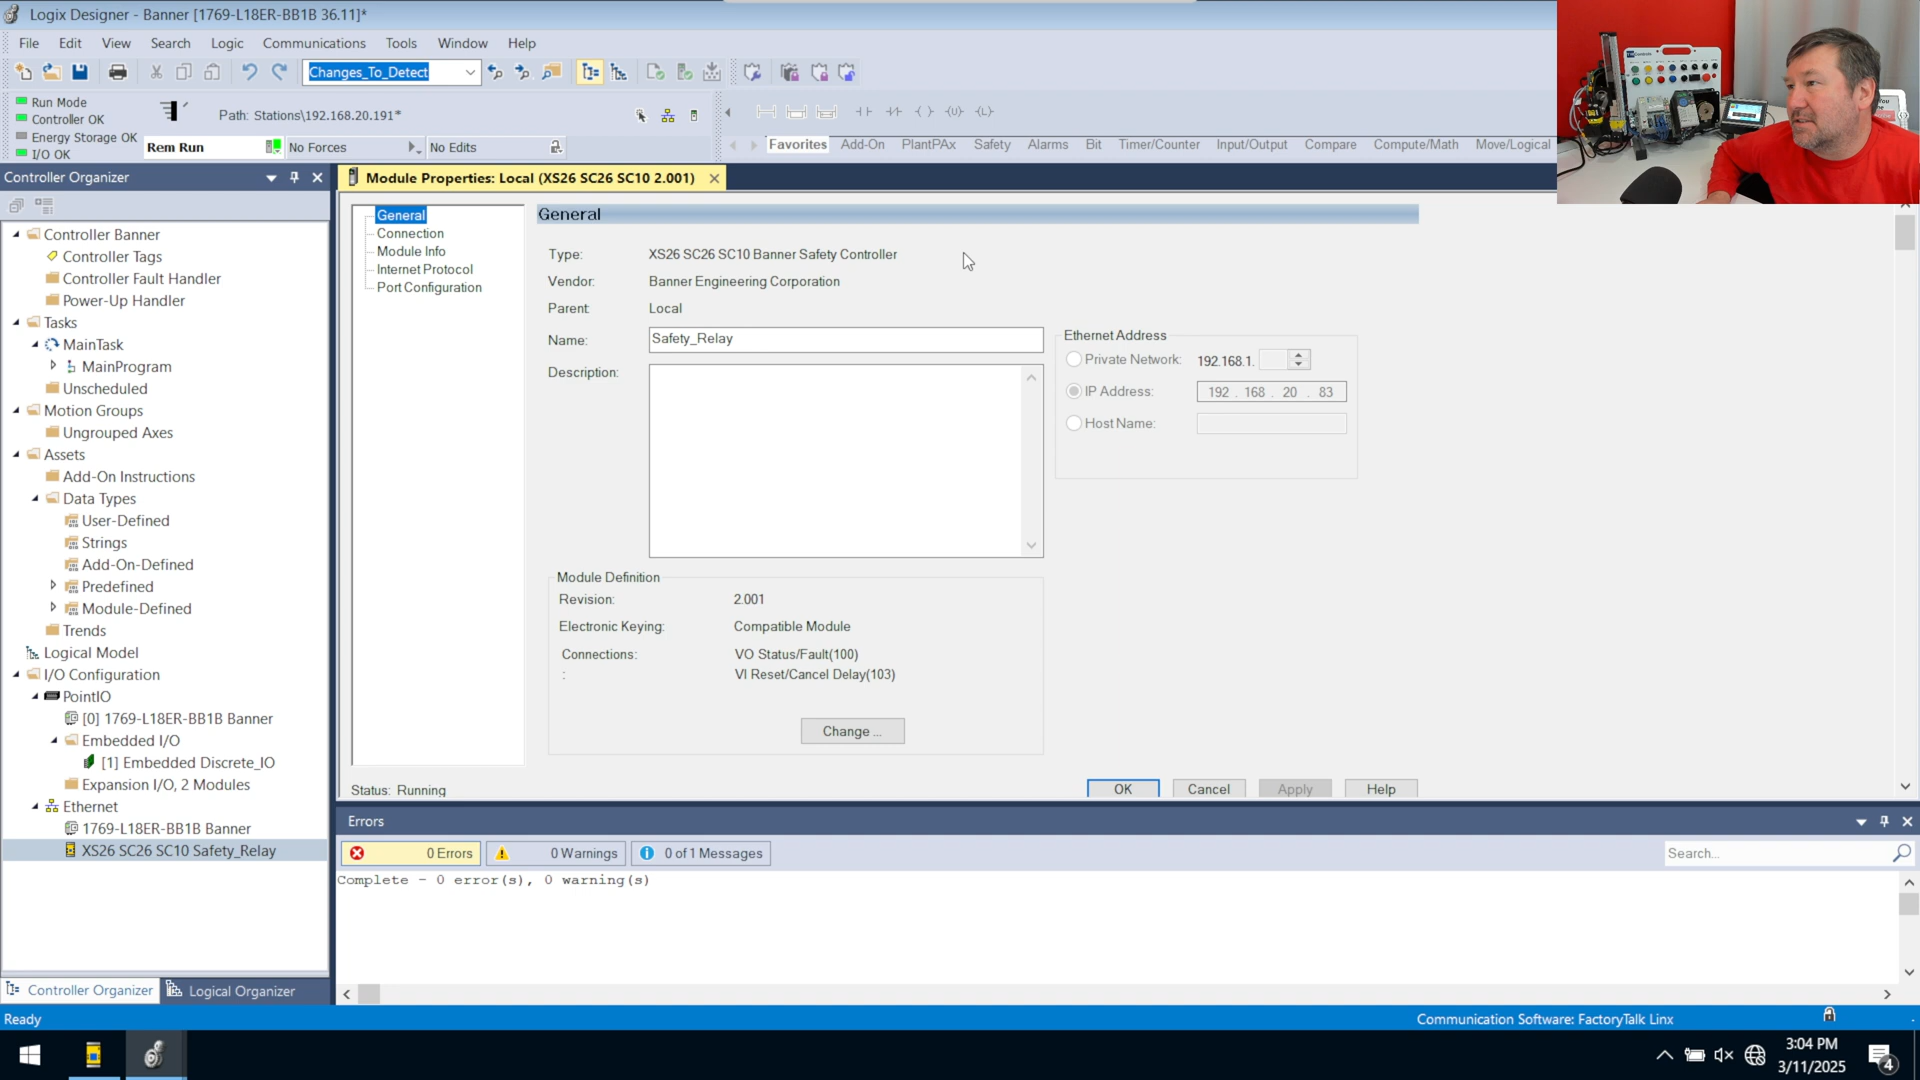 Logix Designer - Banner [1769-L18ER-BB1B 36.11]*
File Edit View Search Logic Communications Tools Window Help
Changes_To_Detect
Run Mode
Controller OK
Energy Storage OK
I/O OK
Path: Stations\192.168.20.191*
Rem Run
No Forces
No Edits
Favorites Add-On PlantPAx Safety Alarms Bit Timer/Counter Input/Output Compare Compute/Math Move/Logical
Controller Organizer
Controller Banner
Controller Tags
Controller Fault Handler
Power-Up Handler
Tasks
MainTask
MainProgram
Unscheduled
Motion Groups
Ungrouped Axes
Assets
Add-On Instructions
Data Types
User-Defined
Strings
Add-On-Defined
Predefined
Module-Defined
Trends
Logical Model
I/O Configuration
PointIO
[0] 1769-L18ER-BB1B Banner
Embedded I/O
[1] Embedded Discrete_IO
Expansion I/O, 2 Modules
Ethernet
1769-L18ER-BB1B Banner
XS26 SC26 SC10 Safety_Relay
Controller Organizer
Logical Organizer
Module Properties: Local (XS26 SC26 SC10 2.001)
General
Connection
Module Info
Internet Protocol
Port Configuration
General
Type: XS26 SC26 SC10 Banner Safety Controller
Vendor: Banner Engineering Corporation
Parent: Local
Name: Safety_Relay
Description:
Ethernet Address
Private Network: 192.168.1.
IP Address: 192 . 168 . 20 . 83
Host Name:
Module Definition
Revision: 2.001
Electronic Keying: Compatible Module
Connections: VO Status/Fault(100)
: VI Reset/Cancel Delay(103)
Change ...
Status: Running
OK Cancel Apply Help
Errors
0 Errors
0 Warnings
0 of 1 Messages
Search...
Complete - 0 error(s), 0 warning(s)
Ready
Communication Software: FactoryTalk Linx
3:04 PM
3/11/2025
4